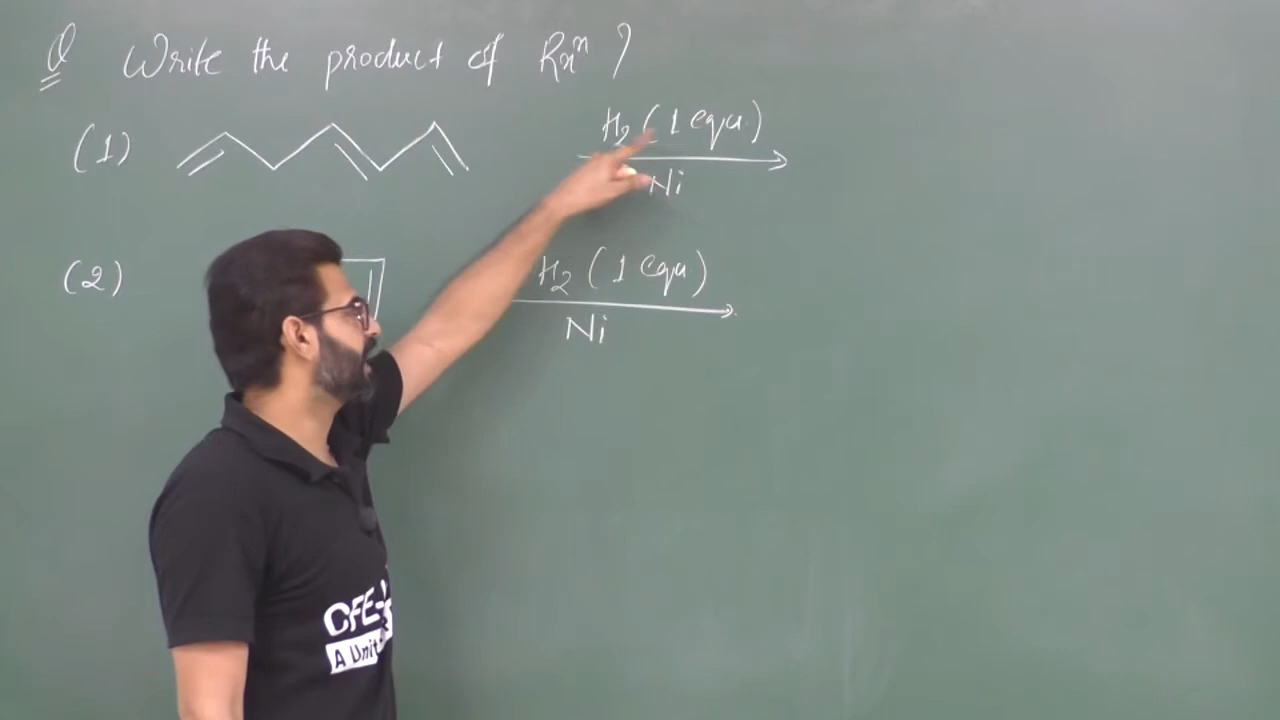 Q Write the product of Rxⁿ ?
(1) H₂ (1 equ.)
Ni
(2) H₂ (1 equ)
Ni
CFE-
A Unit